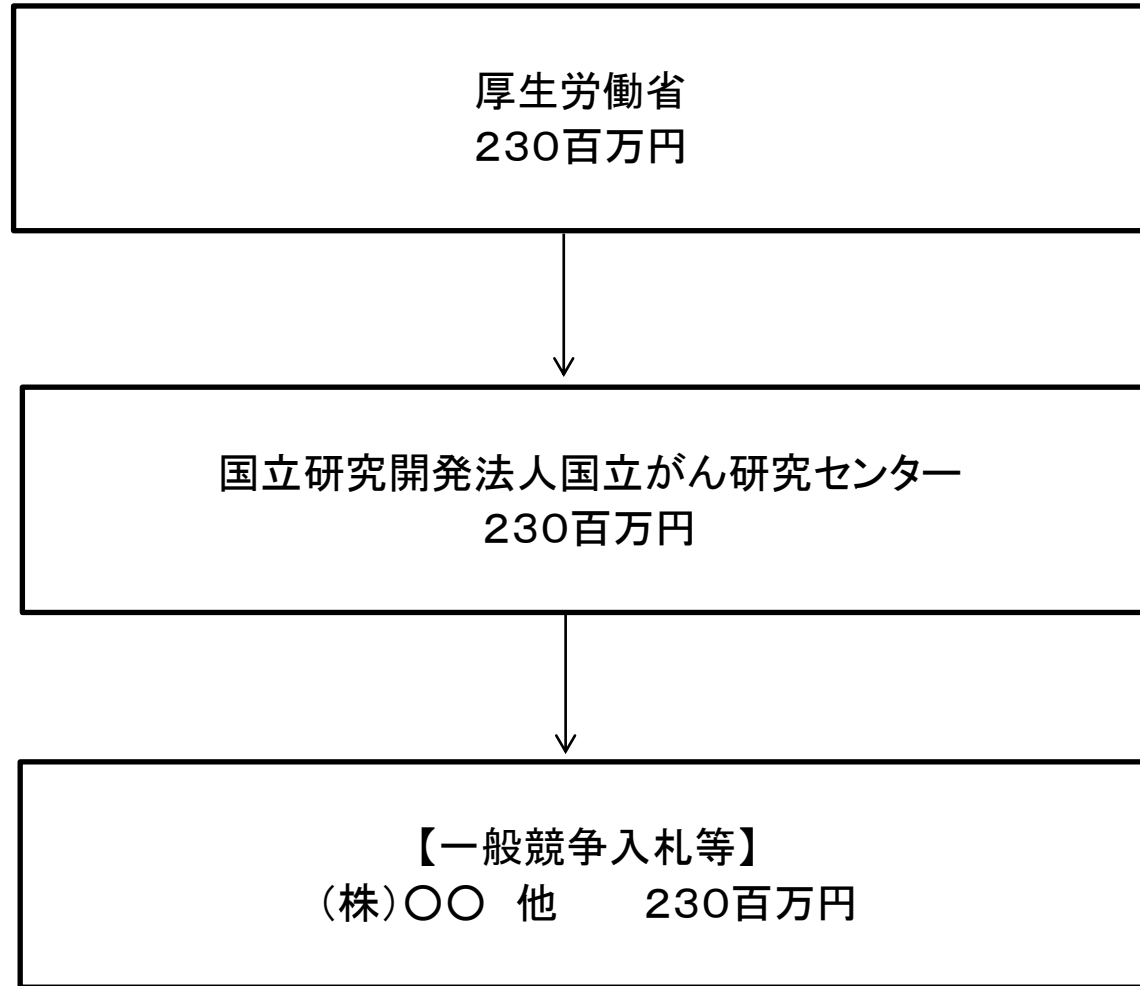 厚生労働省
２３０百万円
国立研究開発法人国立がん研究センター
２３０百万円
【一般競争入札等】
（株）〇〇　他　　２３０百万円